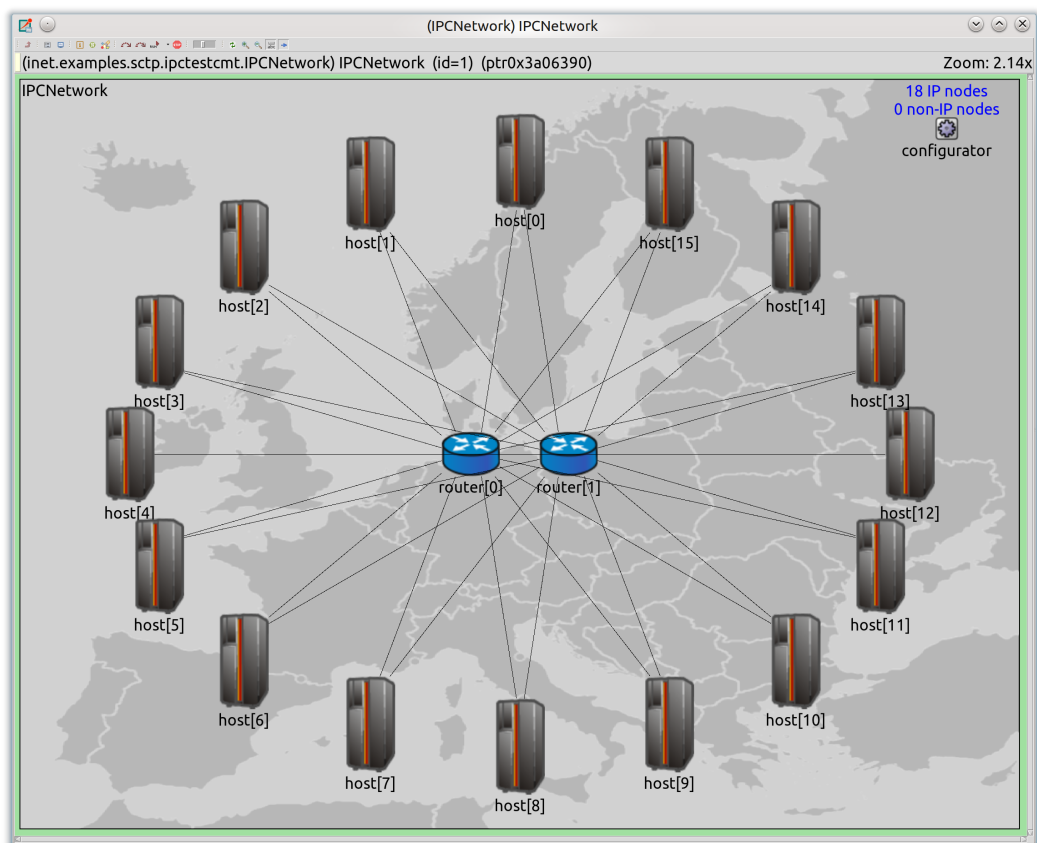 (IPCNetwork) IPCNetwork
(inet.examples.sctp.ipctestcmt.IPCNetwork) IPCNetwork (id=1) (ptr0x3a06390)
Zoom: 2.14x
IPCNetwork
18 IP nodes
0 non-IP nodes
configurator
host[0]
host[1]
host[15]
host[2]
host[14]
host[3]
host[13]
router[0]
router[1]
host[4]
host[12]
host[5]
host[11]
host[6]
host[10]
host[7]
host[9]
host[8]